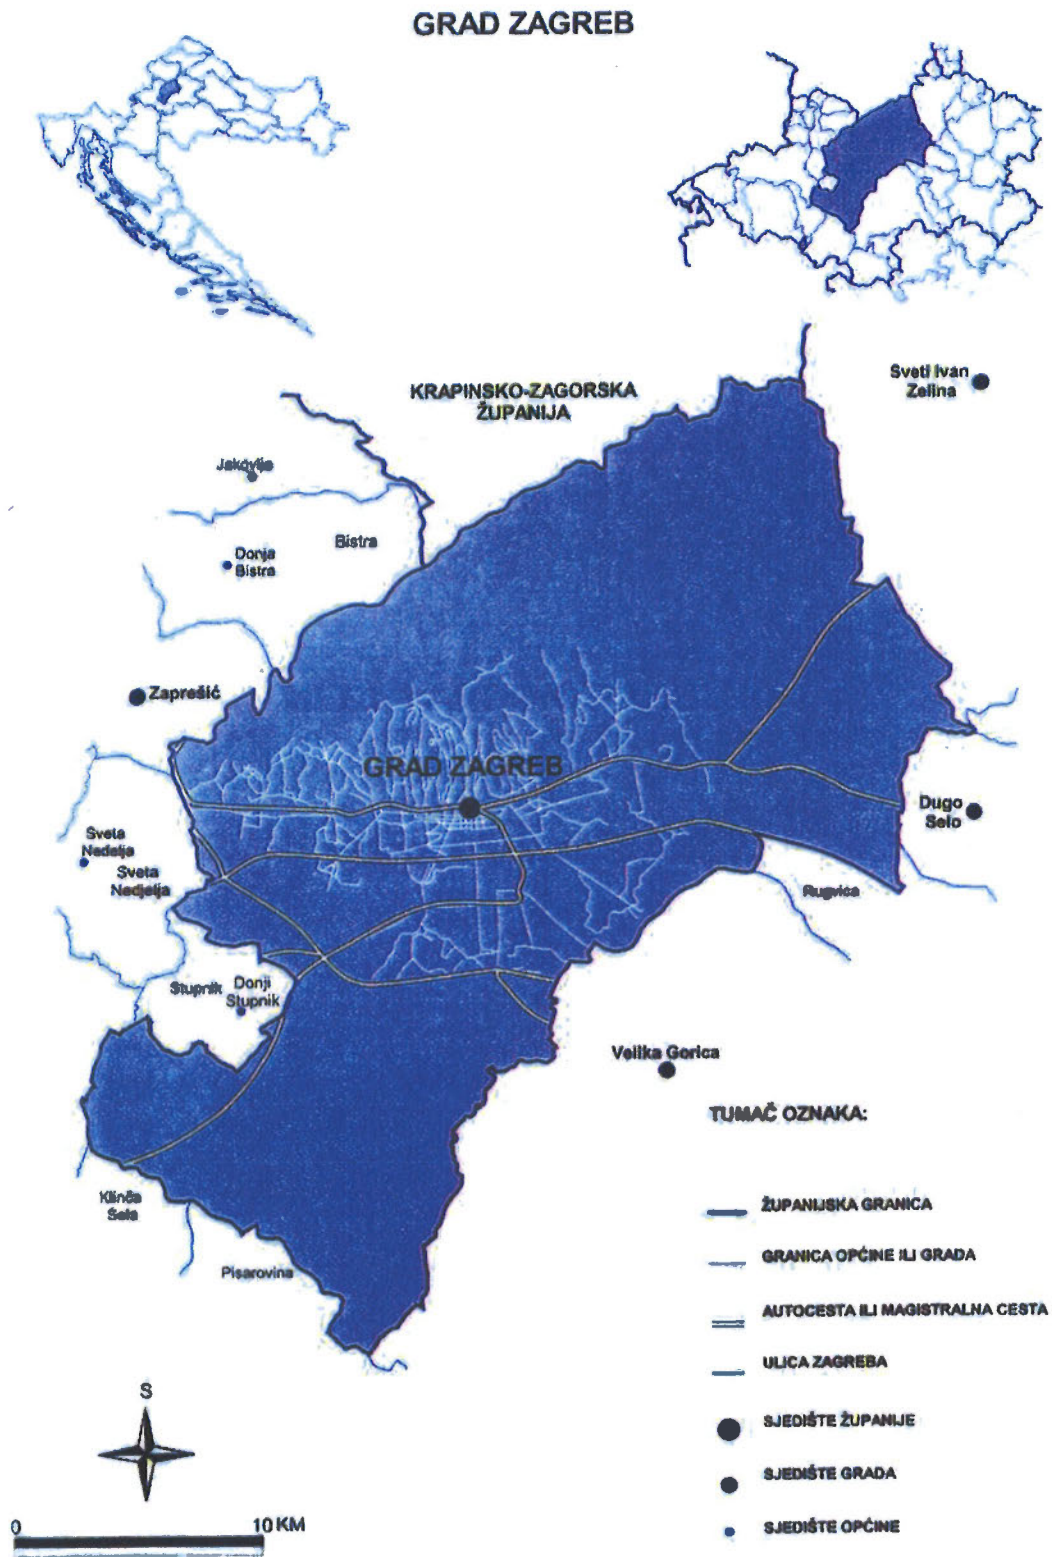 GRAD ZAGREB
KRAPINSKO-ZAGORSKA
ŽUPANIJA
Sveti Ivan
Zelina
Jakovlje
Donja
Bistra
Bistra
Zaprešić
GRAD ZAGREB
Dugo
Selo
Sveta
Nedelja
Sveta
Nedjelja
Rugvica
Stupnik
Donji
Stupnik
Velika Gorica
Klinča
Sela
Pisarovina
TUMAČ OZNAKA:
ŽUPANIJSKA GRANICA
GRANICA OPĆINE ILI GRADA
AUTOCESTA ILI MAGISTRALNA CESTA
ULICA ZAGREBA
SJEDIŠTE ŽUPANIJE
SJEDIŠTE GRADA
SJEDIŠTE OPĆINE
S
0 10 KM